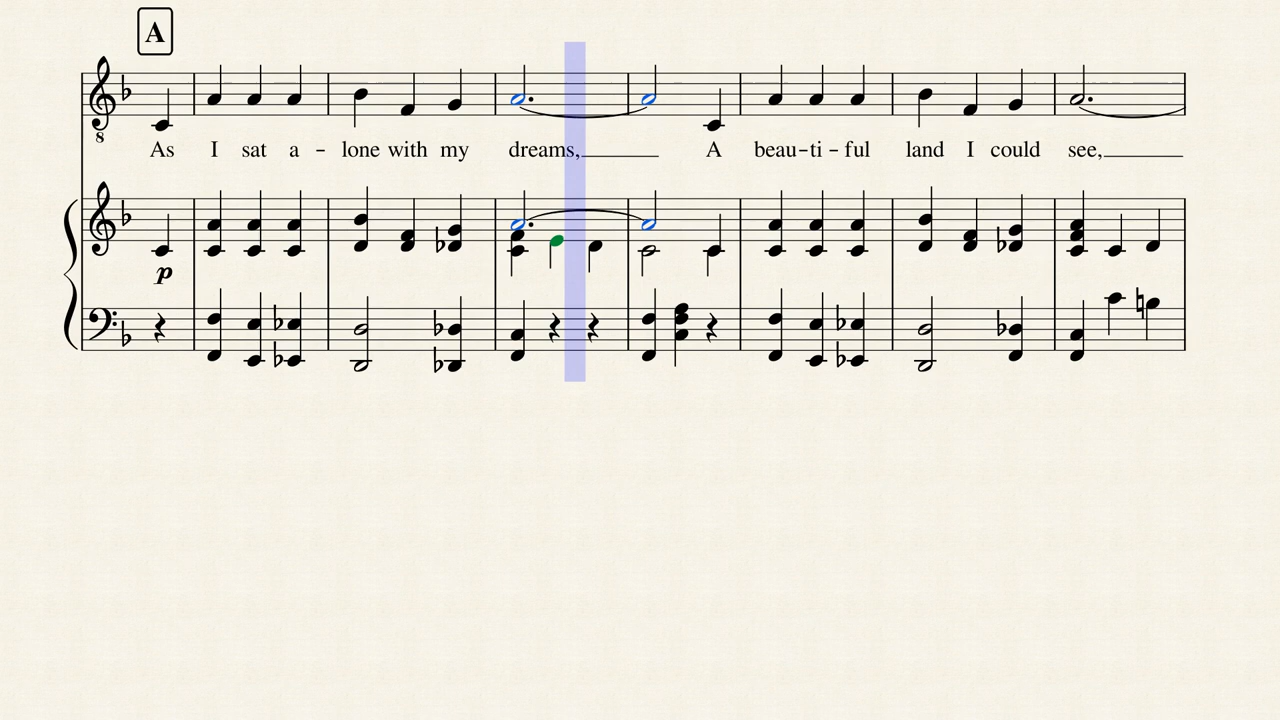 A
8
As I sat a – lone with my dreams, A beau – ti – ful land I could see,
p